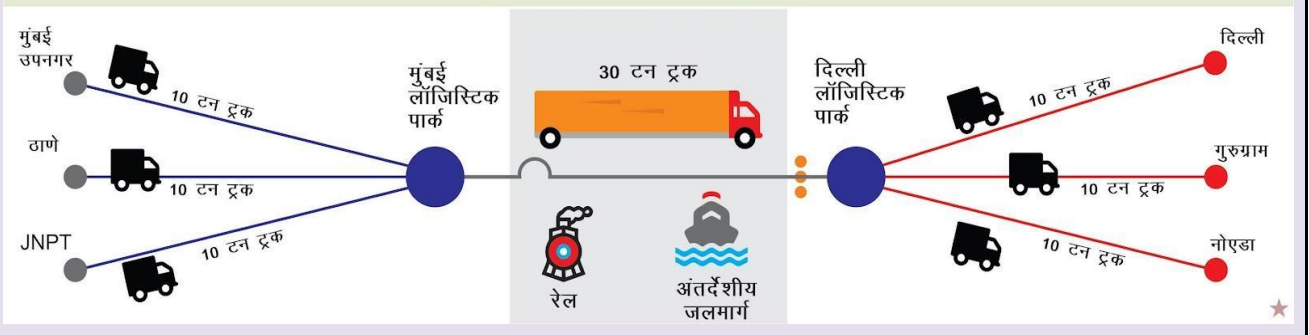 मुंबई
उपनगर
10 टन ट्रक
ठाणे
10 टन ट्रक
JNPT
10 टन ट्रक
मुंबई
लॉजिस्टिक
पार्क
30 टन ट्रक
रेल
अंतर्देशीय
जलमार्ग
दिल्ली
लॉजिस्टिक
पार्क
दिल्ली
10 टन ट्रक
गुरुग्राम
10 टन ट्रक
नोएडा
10 टन ट्रक